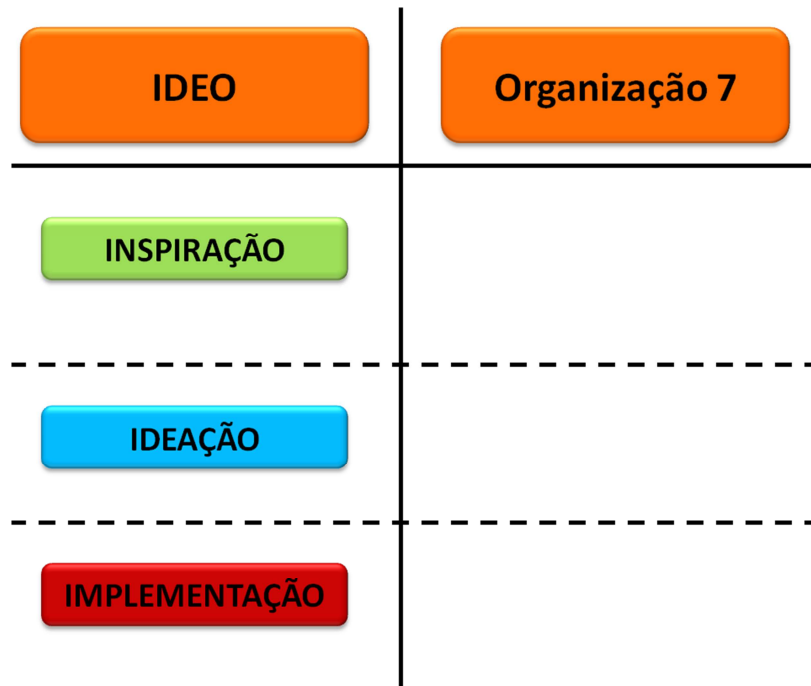 IDEO
Organização 7
INSPIRAÇÃO
IDEAÇÃO
IMPLEMENTAÇÃO